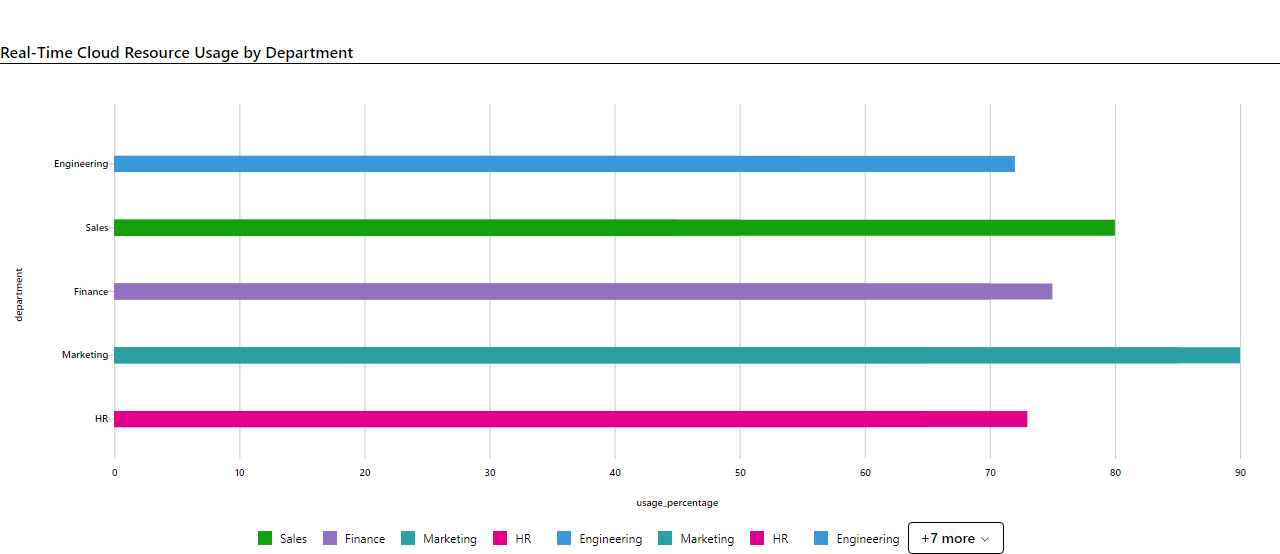 Real-Time Cloud Resource Usage by Department
department
Engineering
Sales
Finance
Marketing
HR
0 10 20 30 40 50 60 70 80 90
usage_percentage
Sales Finance Marketing HR Engineering Marketing HR Engineering +7 more